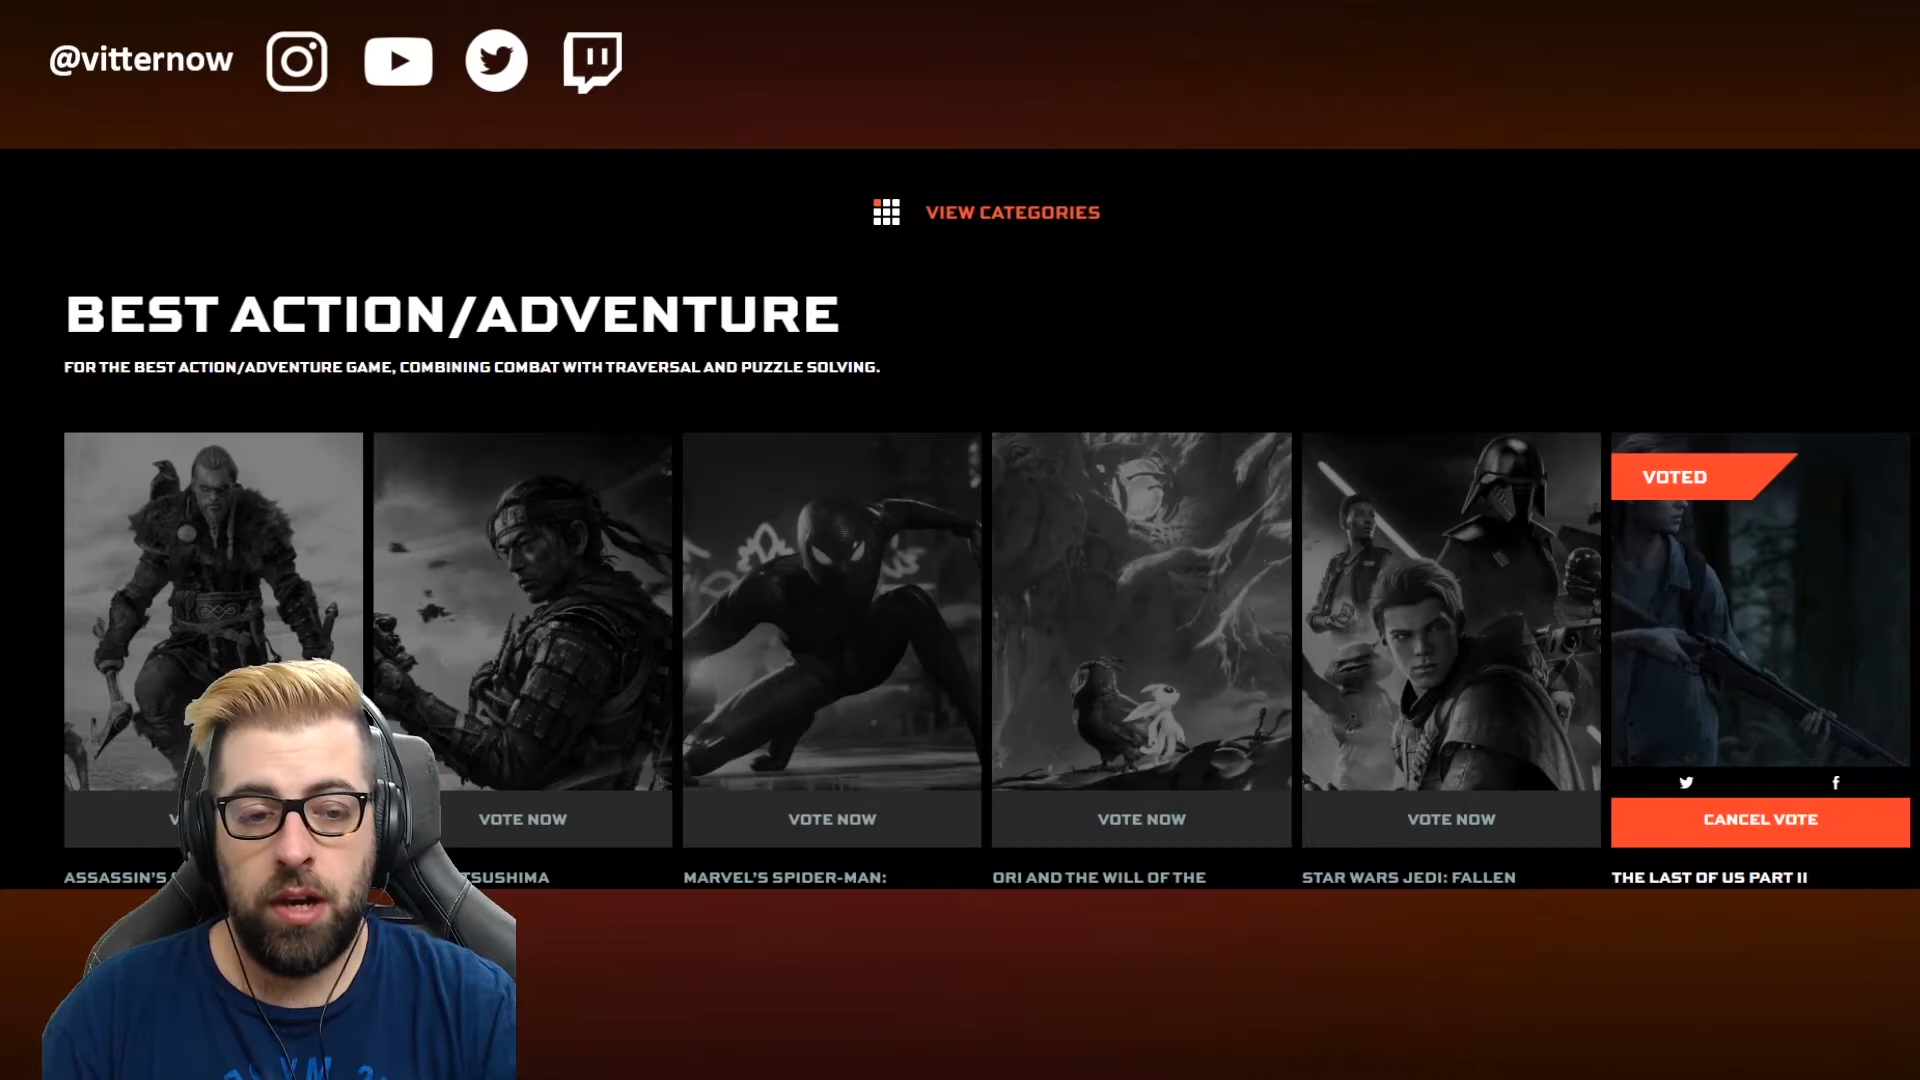 @vitternow
VIEW CATEGORIES
BEST ACTION/ADVENTURE
FOR THE BEST ACTION/ADVENTURE GAME, COMBINING COMBAT WITH TRAVERSAL AND PUZZLE SOLVING.
VOTED
VOTE NOW
VOTE NOW
VOTE NOW
VOTE NOW
CANCEL VOTE
ASSASSIN'S
TSUSHIMA
MARVEL'S SPIDER-MAN:
ORI AND THE WILL OF THE
STAR WARS JEDI: FALLEN
THE LAST OF US PART II